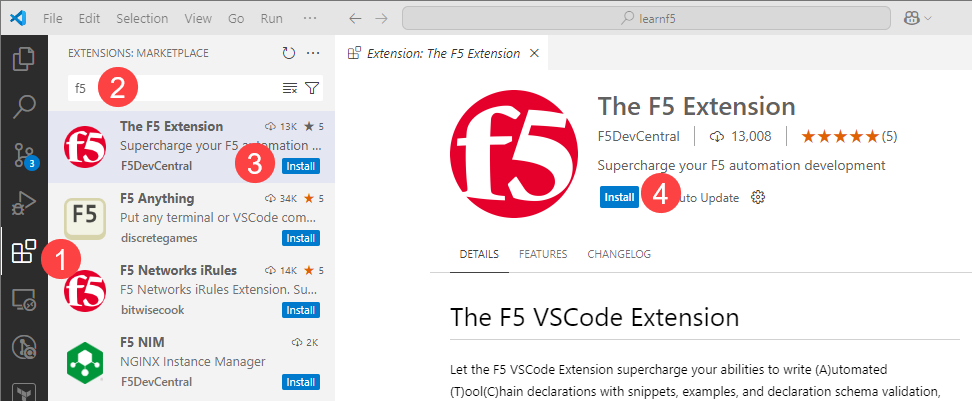 File Edit Selection View Go Run ... learnf5
EXTENSIONS: MARKETPLACE
Extension: The F5 Extension
f5
2
The F5 Extension 13K 5
Supercharge your F5 automation ...
F5DevCentral Install
3
f5
F5 Anything 34K 5
Put any terminal or VSCode com...
discretegames Install
F5
F5 Networks iRules 14K 5
F5 Networks iRules Extension. Su...
bitwisecook Install
f5
F5 NIM 2K
NGINX Instance Manager
F5DevCentral Install
3
1
f5
The F5 Extension
F5DevCentral 13,008 (5)
Supercharge your F5 automation development
Install
4
Update
DETAILS FEATURES CHANGELOG
The F5 VSCode Extension
Let the F5 VSCode Extension supercharge your abilities to write (A)utomated
(T)ool(C)hain declarations with snippets, examples, and declaration schema validation,